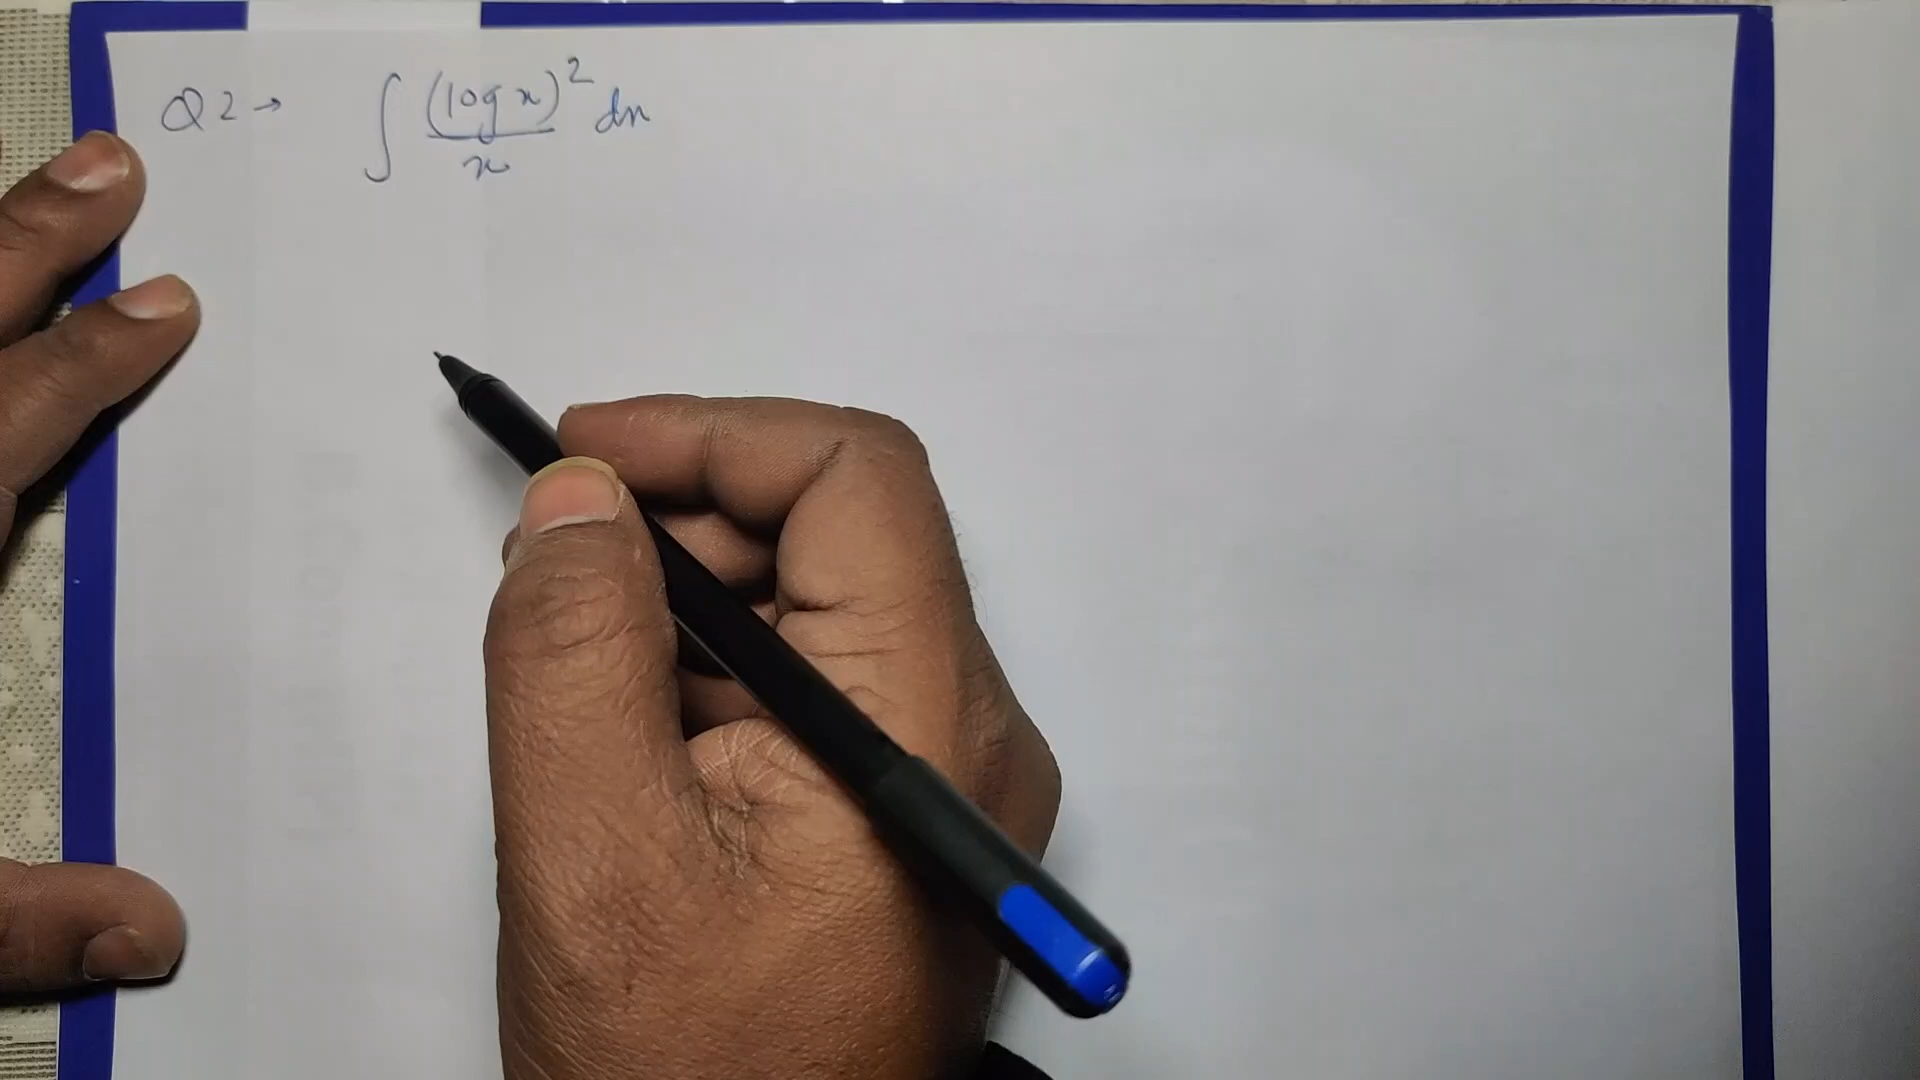 Q2→ ∫ (log x)² / x dx